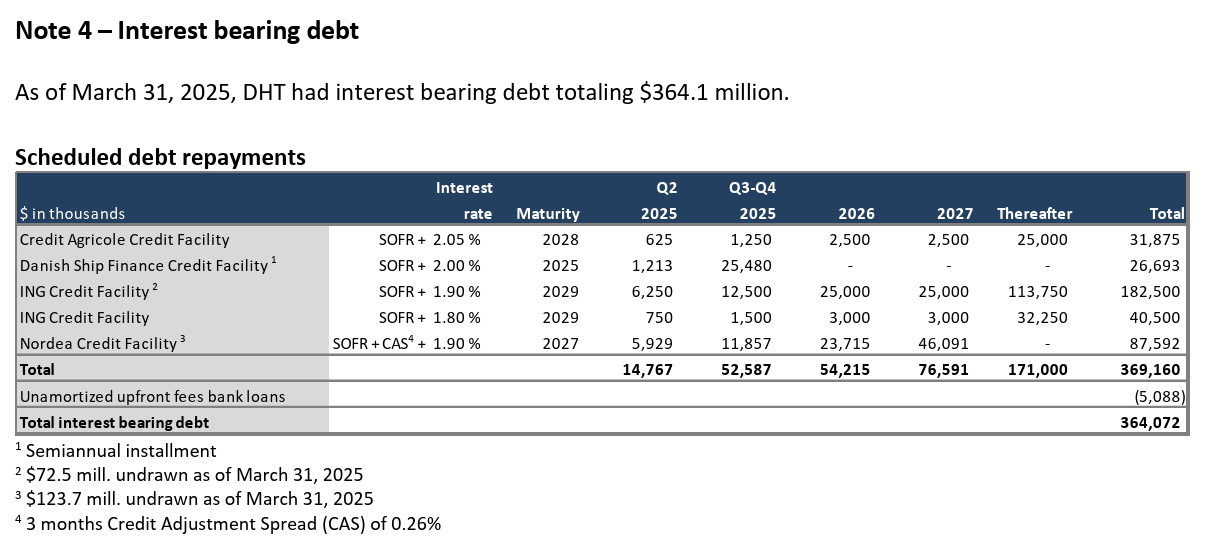 Note 4 – Interest bearing debt
As of March 31, 2025, DHT had interest bearing debt totaling $364.1 million.
Scheduled debt repayments
Interest Q2 Q3-Q4
$ in thousands rate Maturity 2025 2025 2026 2027 Thereafter Total
Credit Agricole Credit Facility SOFR + 2.05 % 2028 625 1,250 2,500 2,500 25,000 31,875
Danish Ship Finance Credit Facility ¹ SOFR + 2.00 % 2025 1,213 25,480 - - - 26,693
ING Credit Facility ² SOFR + 1.90 % 2029 6,250 12,500 25,000 25,000 113,750 182,500
ING Credit Facility SOFR + 1.80 % 2029 750 1,500 3,000 3,000 32,250 40,500
Nordea Credit Facility ³ SOFR + CAS⁴ + 1.90 % 2027 5,929 11,857 23,715 46,091 - 87,592
Total 14,767 52,587 54,215 76,591 171,000 369,160
Unamortized upfront fees bank loans (5,088)
Total interest bearing debt 364,072
¹ Semiannual installment
² $72.5 mill. undrawn as of March 31, 2025
³ $123.7 mill. undrawn as of March 31, 2025
⁴ 3 months Credit Adjustment Spread (CAS) of 0.26%